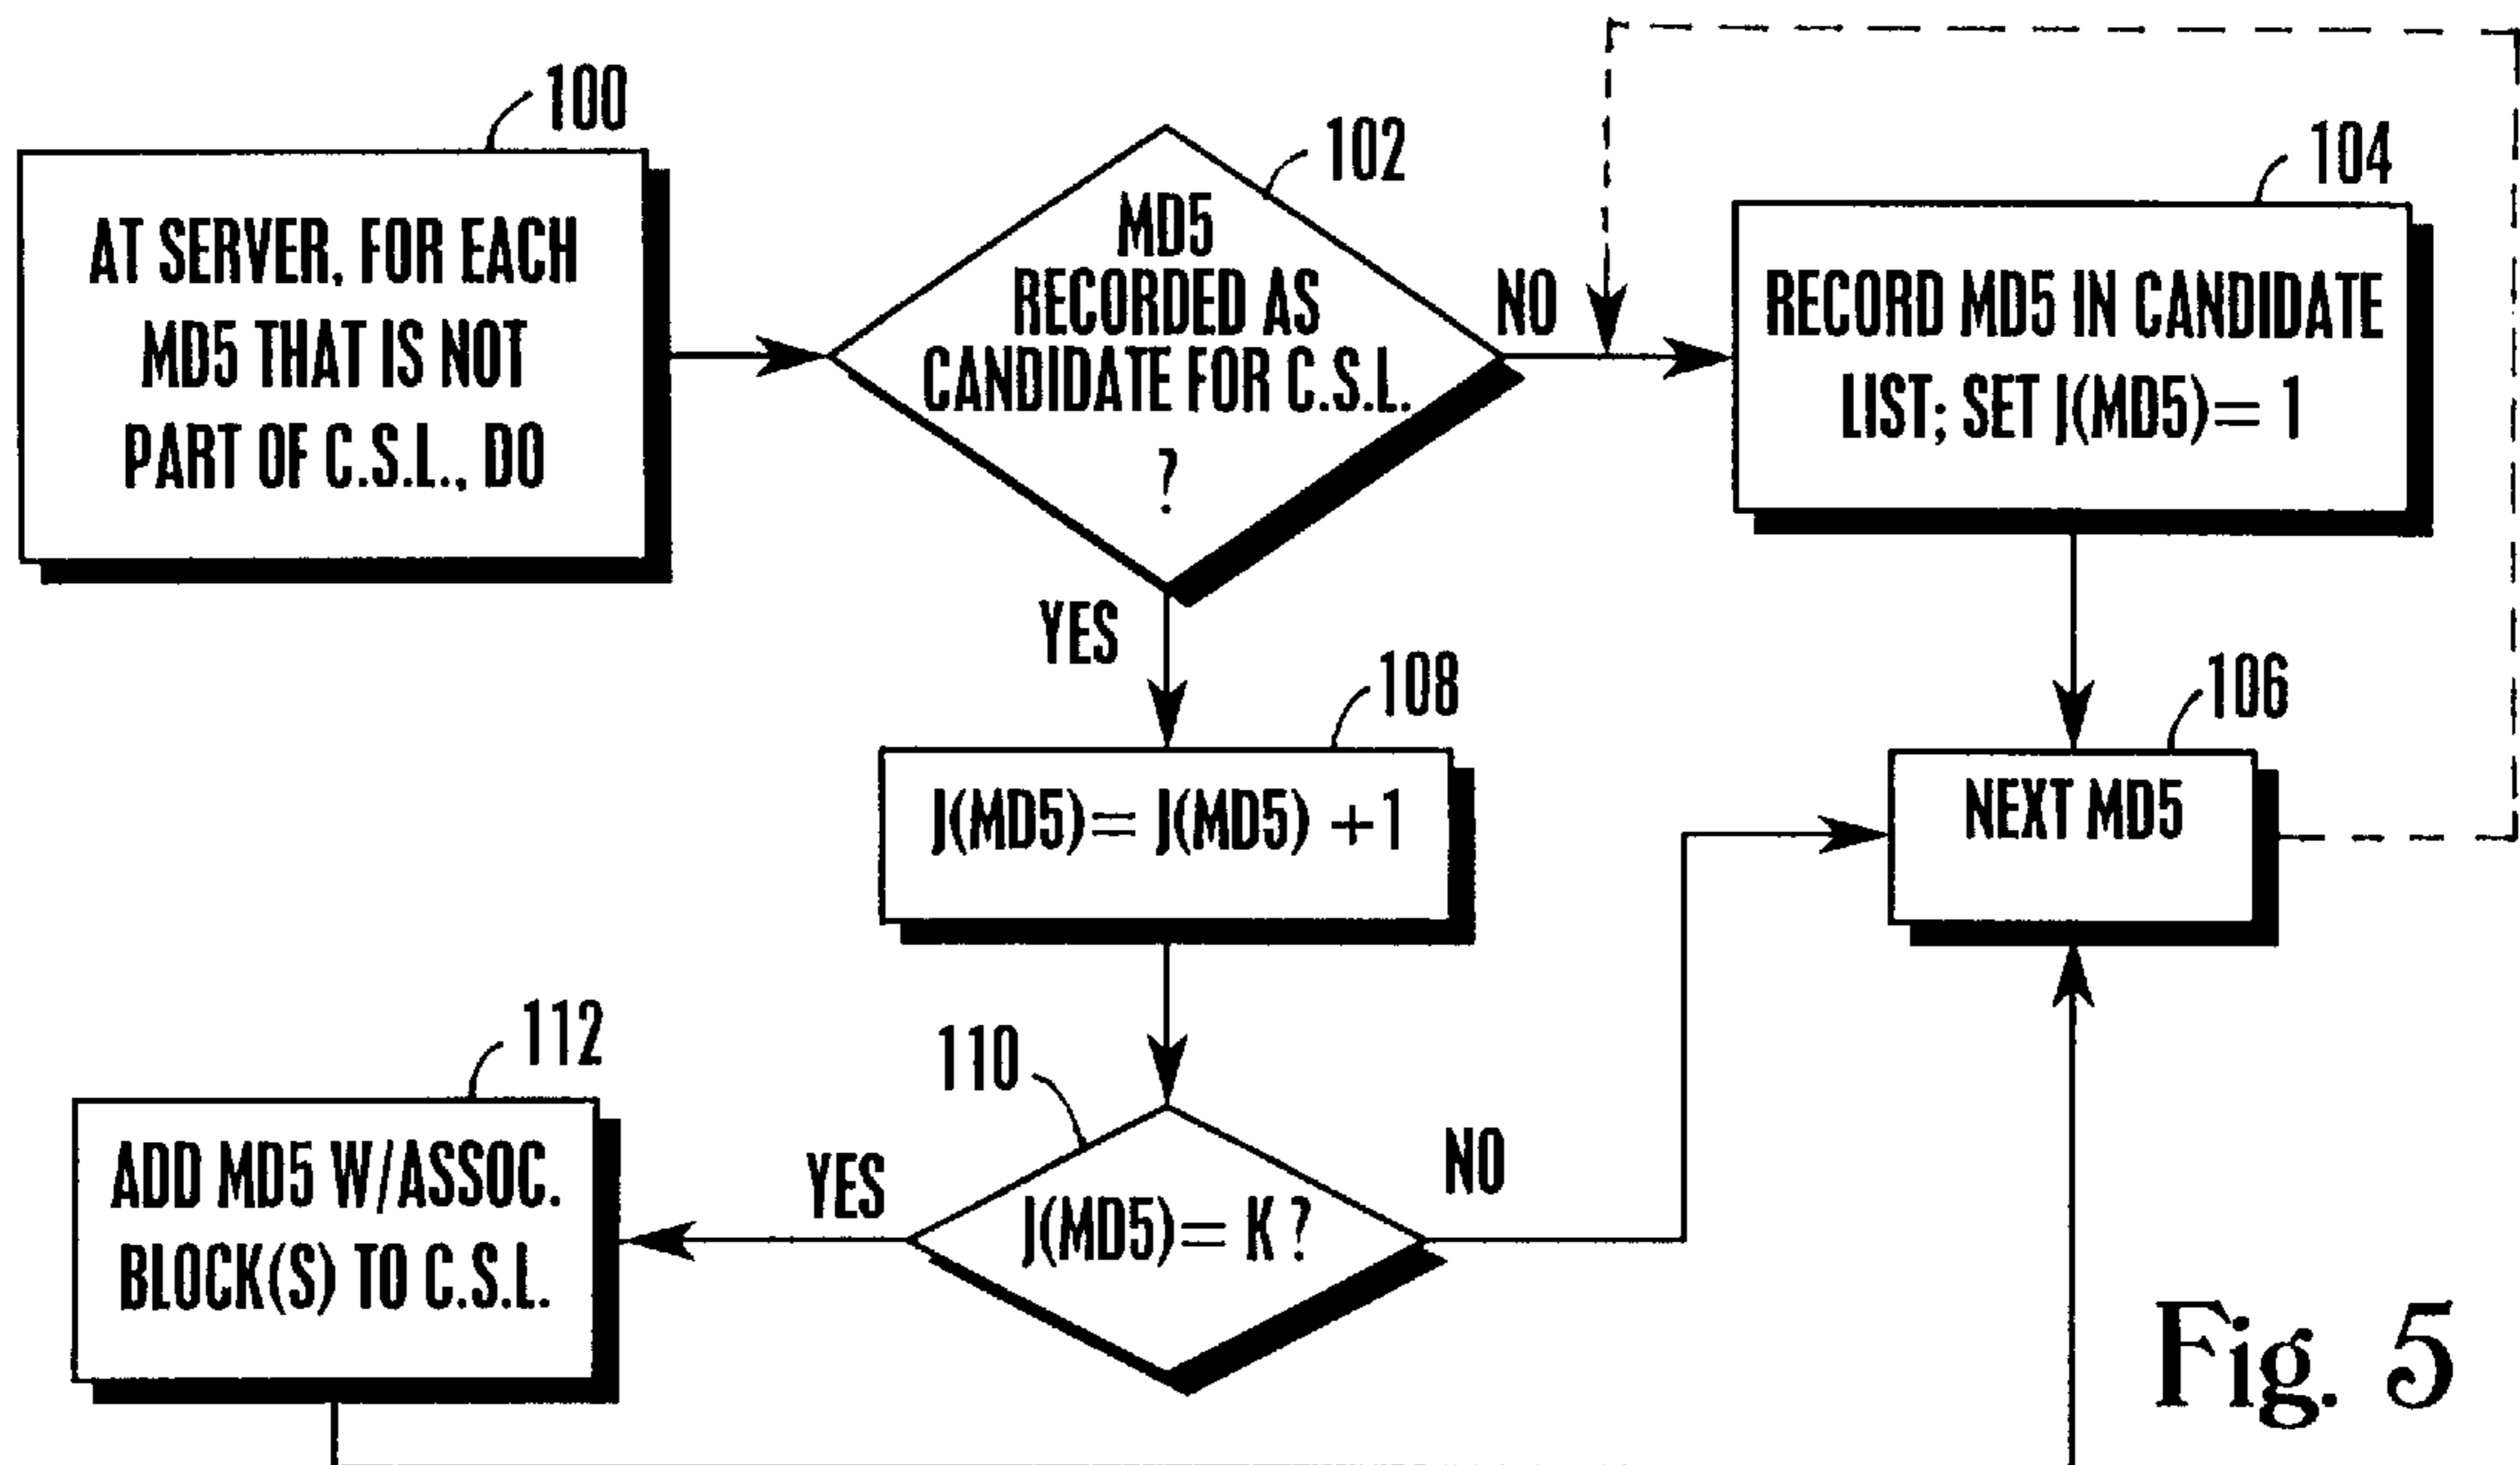 100
AT SERVER, FOR EACH
MD5 THAT IS NOT
PART OF C.S.L., DO
102
MD5
RECORDED AS
CANDIDATE FOR C.S.L.
?
NO
104
RECORD MD5 IN CANDIDATE
LIST; SET J(MD5)= 1
YES
108
J(MD5)= J(MD5) +1
106
NEXT MD5
110
J(MD5)= K ?
NO
YES
112
ADD MD5 W/ASSOC.
BLOCK(S) TO C.S.L.
Fig. 5